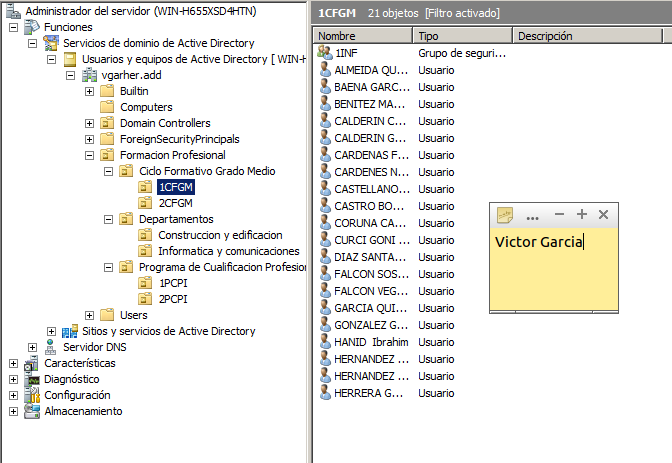 Administrador del servidor (WIN-H655XSD4HTN)
Funciones
Servicios de dominio de Active Directory
Usuarios y equipos de Active Directory [ WIN-H
vgarher.add
Builtin
Computers
Domain Controllers
ForeignSecurityPrincipals
Formacion Profesional
Ciclo Formativo Grado Medio
1CFGM
2CFGM
Departamentos
Construccion y edificacion
Informatica y comunicaciones
Programa de Cualificacion Profesion
1PCPI
2PCPI
Users
Sitios y servicios de Active Directory
Servidor DNS
Características
Diagnóstico
Configuración
Almacenamiento
1CFGM 21 objetos [Filtro activado]
Nombre Tipo Descripción
1INF Grupo de seguri...
ALMEIDA QU... Usuario
BAENA GARC... Usuario
BENITEZ MA... Usuario
CALDERIN C... Usuario
CALDERIN G... Usuario
CARDENAS F... Usuario
CARDENES N... Usuario
CASTELLANO... Usuario
CASTRO BO... Usuario
CORUNA CA... Usuario
CURCI GONI ... Usuario
DIAZ SANTA... Usuario
FALCON SOS... Usuario
FALCON VEG... Usuario
GARCIA QUI... Usuario
GONZALEZ G... Usuario
HANID Ibrahim Usuario
HERNANDEZ ... Usuario
HERNANDEZ ... Usuario
HERRERA G... Usuario
...
Victor Garcia